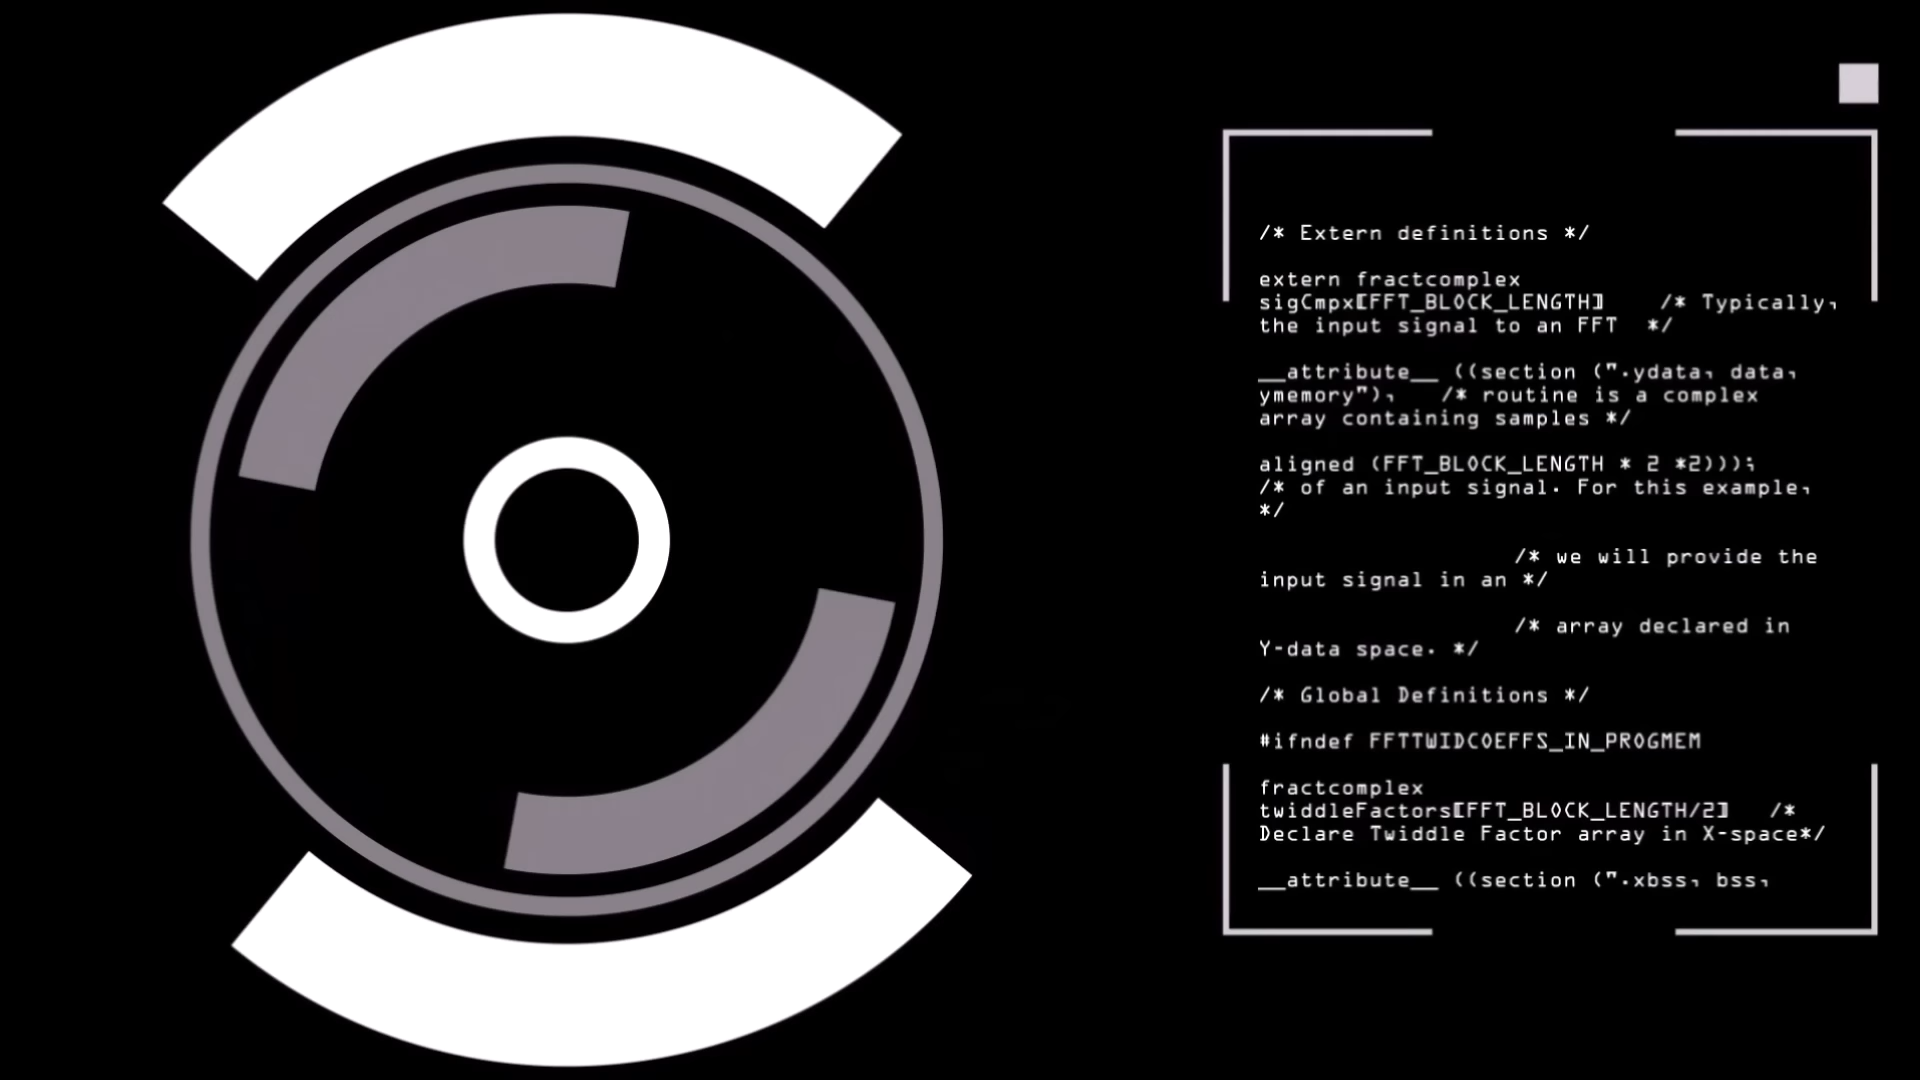 /* Extern definitions */
extern fractcomplex
sigCmpx[FFT_BLOCK_LENGTH]    /* Typically,
the input signal to an FFT  */
__attribute__ ((section (".ydata, data,
ymemory"),   /* routine is a complex
array containing samples */
aligned (FFT_BLOCK_LENGTH * 2 *2)));
/* of an input signal. For this example,
*/
/* we will provide the
input signal in an */
/* array declared in
Y-data space. */
/* Global Definitions */
#ifndef FFTTWIDCOEFFS_IN_PROGMEM
fractcomplex
twiddleFactors[FFT_BLOCK_LENGTH/2]   /*
Declare Twiddle Factor array in X-space*/
__attribute__ ((section (".xbss, bss,